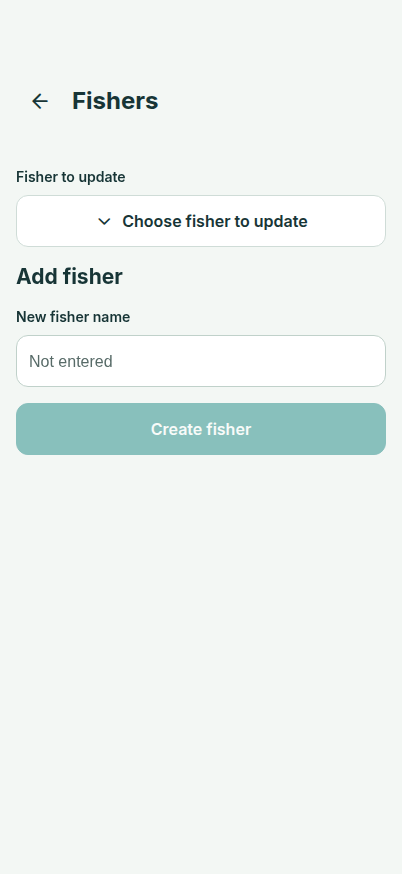 Fishers
Fisher to update
Choose fisher to update
Add fisher
New fisher name
Not entered
Create fisher